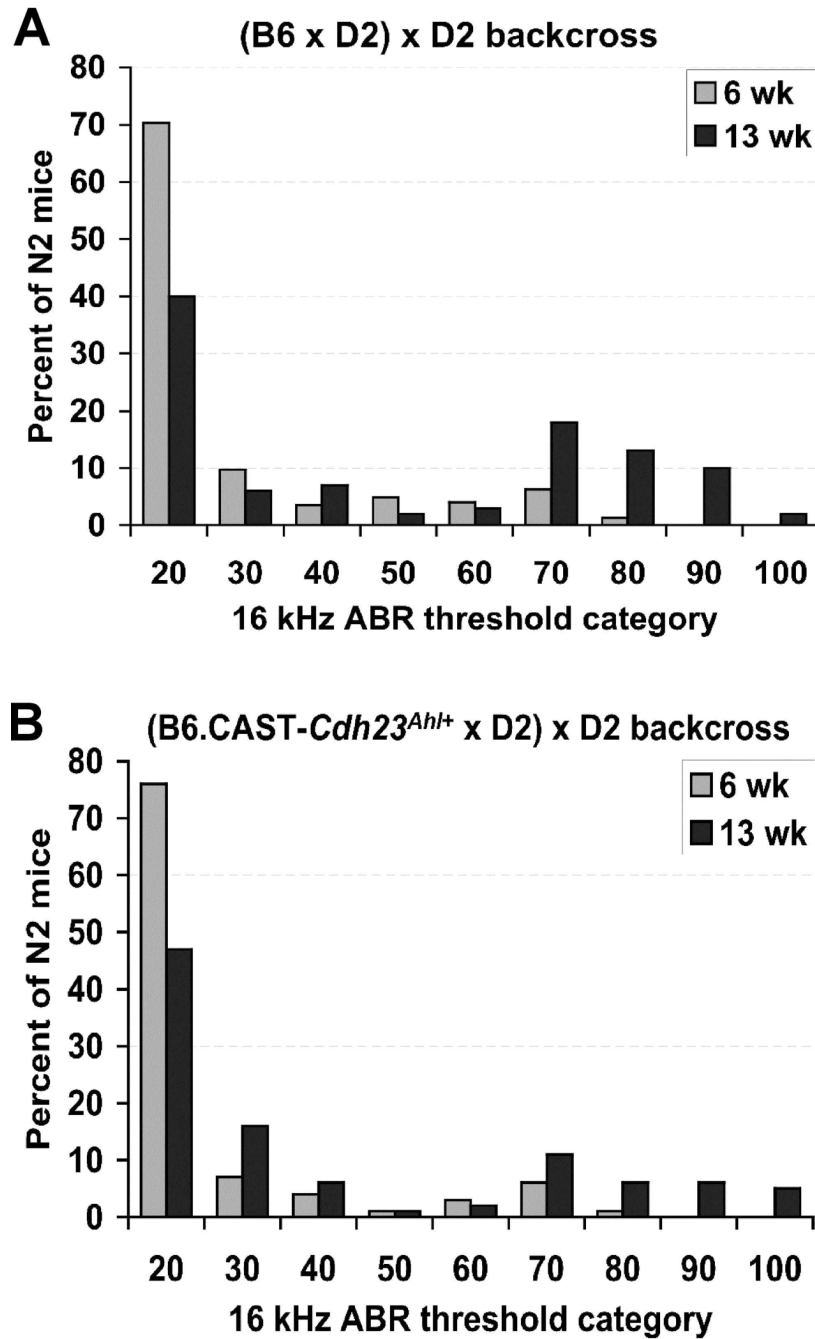 A
(B6 x D2) x D2 backcross
80
70
60
50
40
30
20
10
0
Percent of N2 mice
6 wk
13 wk
20 30 40 50 60 70 80 90 100
16 kHz ABR threshold category
B
(B6.CAST-Cdh23Ahl+ x D2) x D2 backcross
80
70
60
50
40
30
20
10
0
Percent of N2 mice
6 wk
13 wk
20 30 40 50 60 70 80 90 100
16 kHz ABR threshold category